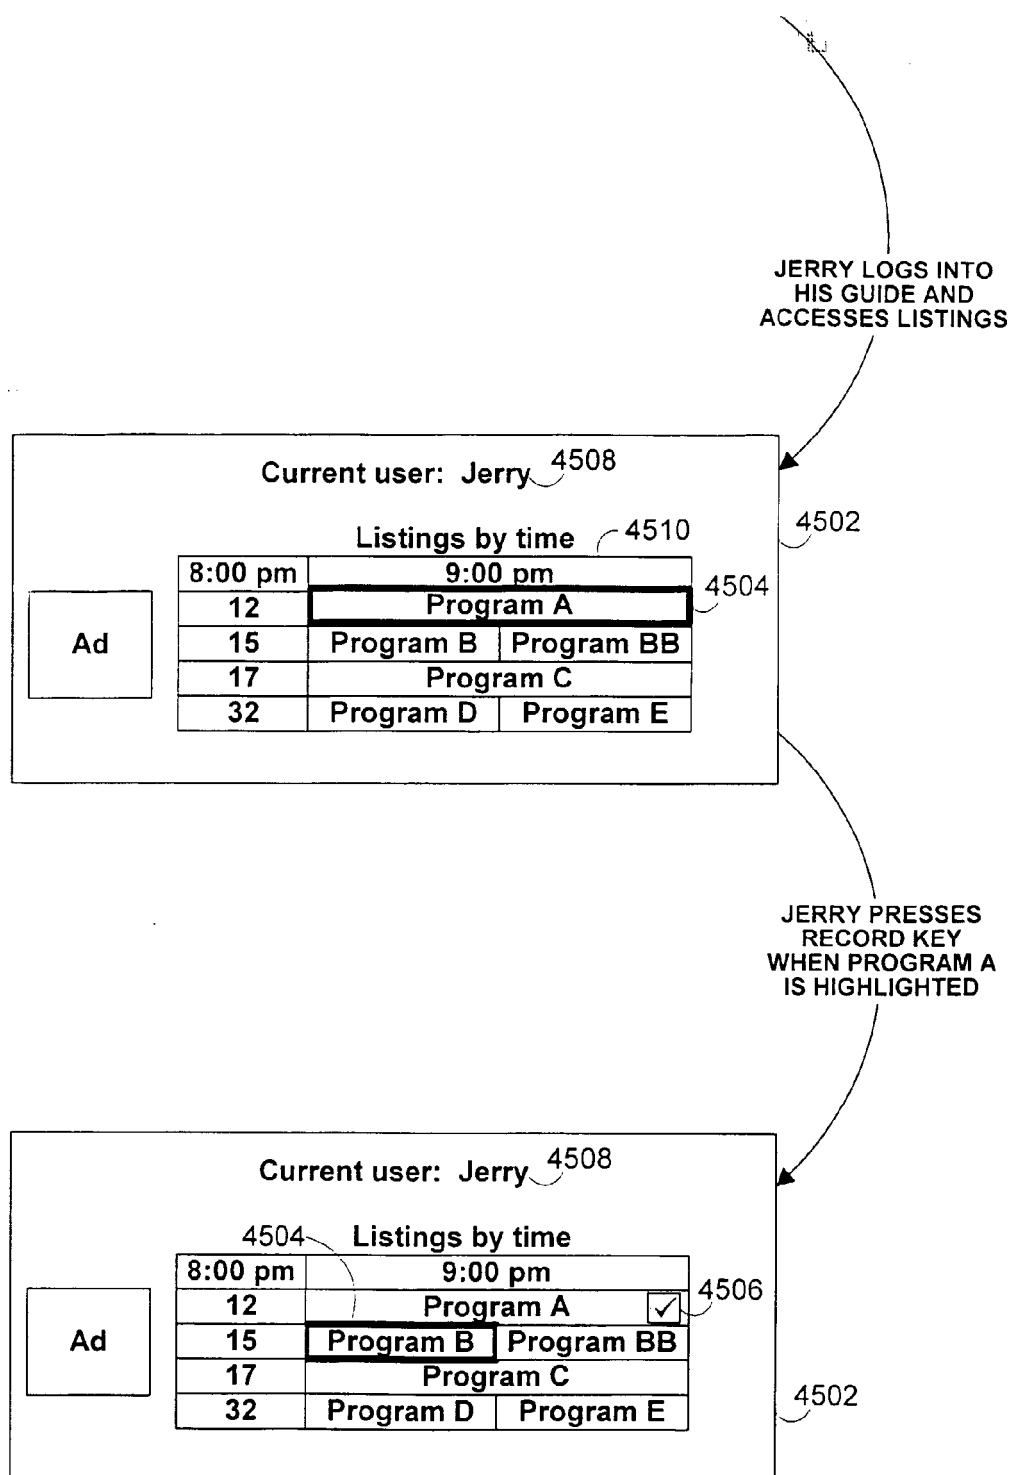 JERRY LOGS INTO
HIS GUIDE AND
ACCESSES LISTINGS
Current user: Jerry 4508
4502
Listings by time 4510
8:00 pm 9:00 pm
4504
12 Program A
Ad
15 Program B Program BB
17 Program C
32 Program D Program E
JERRY PRESSES
RECORD KEY
WHEN PROGRAM A
IS HIGHLIGHTED
Current user: Jerry 4508
4504 Listings by time
8:00 pm 9:00 pm
4506
12 Program A
Ad
15 Program B Program BB
17 Program C
32 Program D Program E
4502